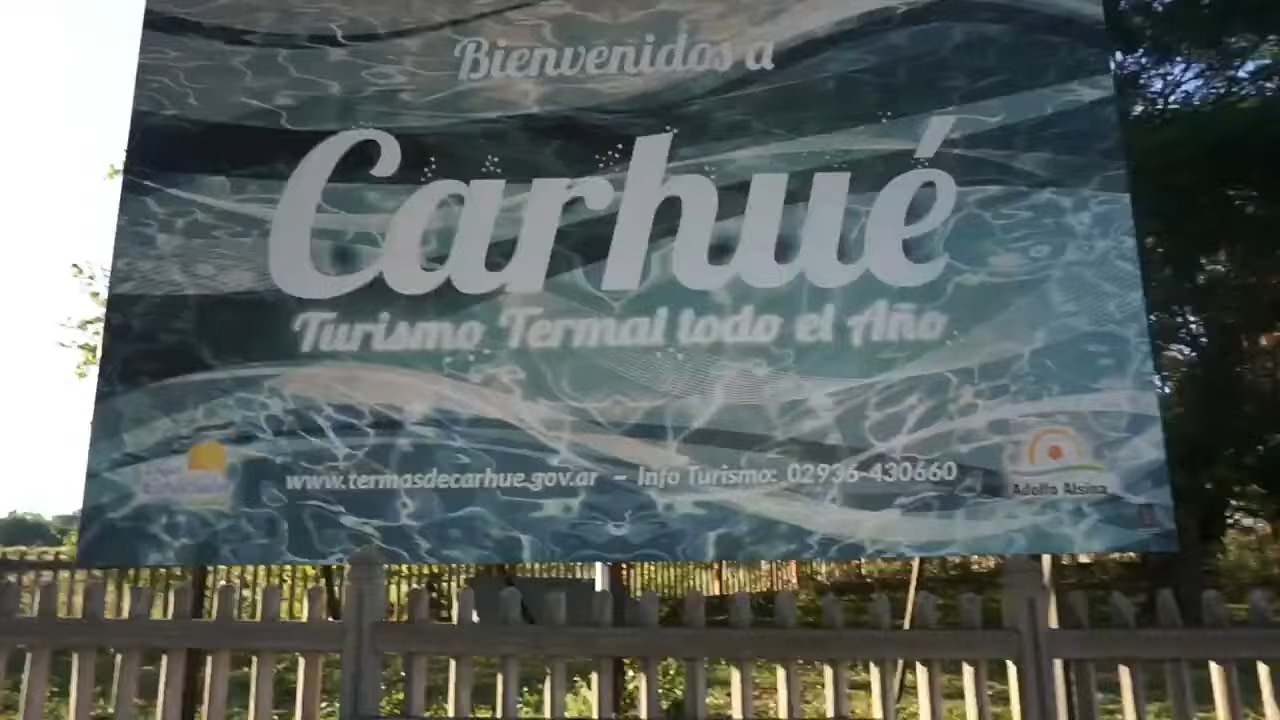 Bienvenidos a
Carhué
Turismo Termal todo el Año
www.termasdecarhue.gov.ar - Info Turismo: 02936-430660
Adolfo Alsina